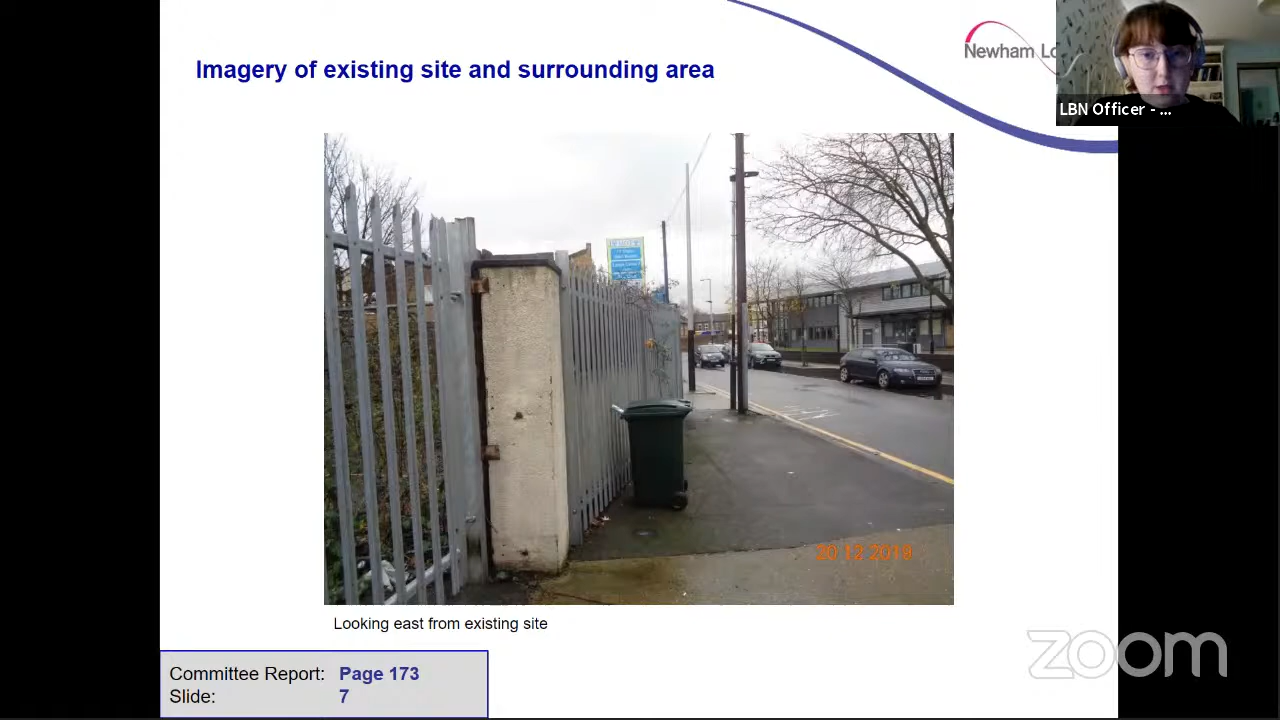 Imagery of existing site and surrounding area
Newham Lo
LBN Officer - ...
20 12 2019
Looking east from existing site
Committee Report: Page 173
Slide: 7
zoom